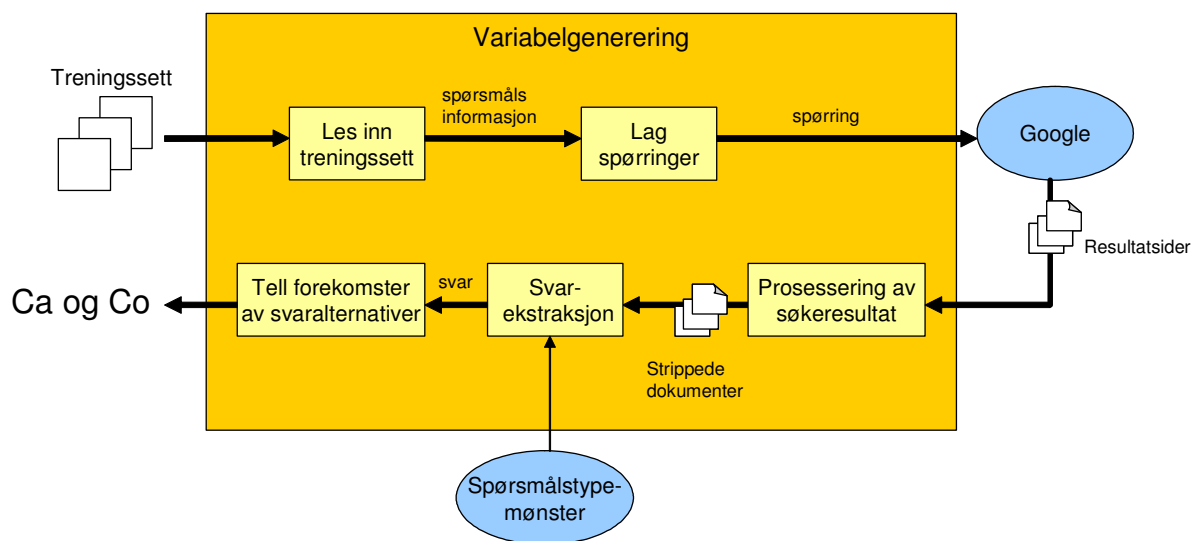 Variabelgenerering
Treningssett
Les inn
treningssett
spørsmåls
informasjon
Lag
spørringer
spørring
Google
Resultatsider
Prosessering av
søkeresultat
Strippede
dokumenter
Svar-
ekstraksjon
svar
Tell forekomster
av svaralternativer
Ca og Co
Spørsmålstype-
mønster